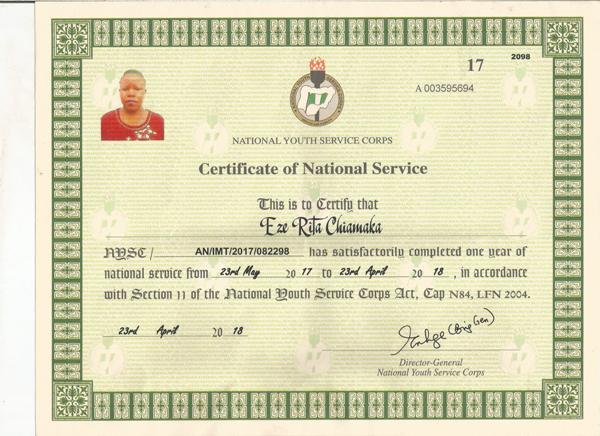 17
2098
A 003595694
NATIONAL YOUTH SERVICE CORPS
Certificate of National Service
This is to Certify that
Eze Rita Chiamaka
NYSC / AN/IMT/2017/082298 has satisfactorily completed one year of
national service from 23rd May 20 17 to 23rd April 20 18 , in accordance
with Section 11 of the National Youth Service Corps Act, Cap N84, LFN 2004.
23rd April 20 18
(Brig Gen)
Director-General
National Youth Service Corps